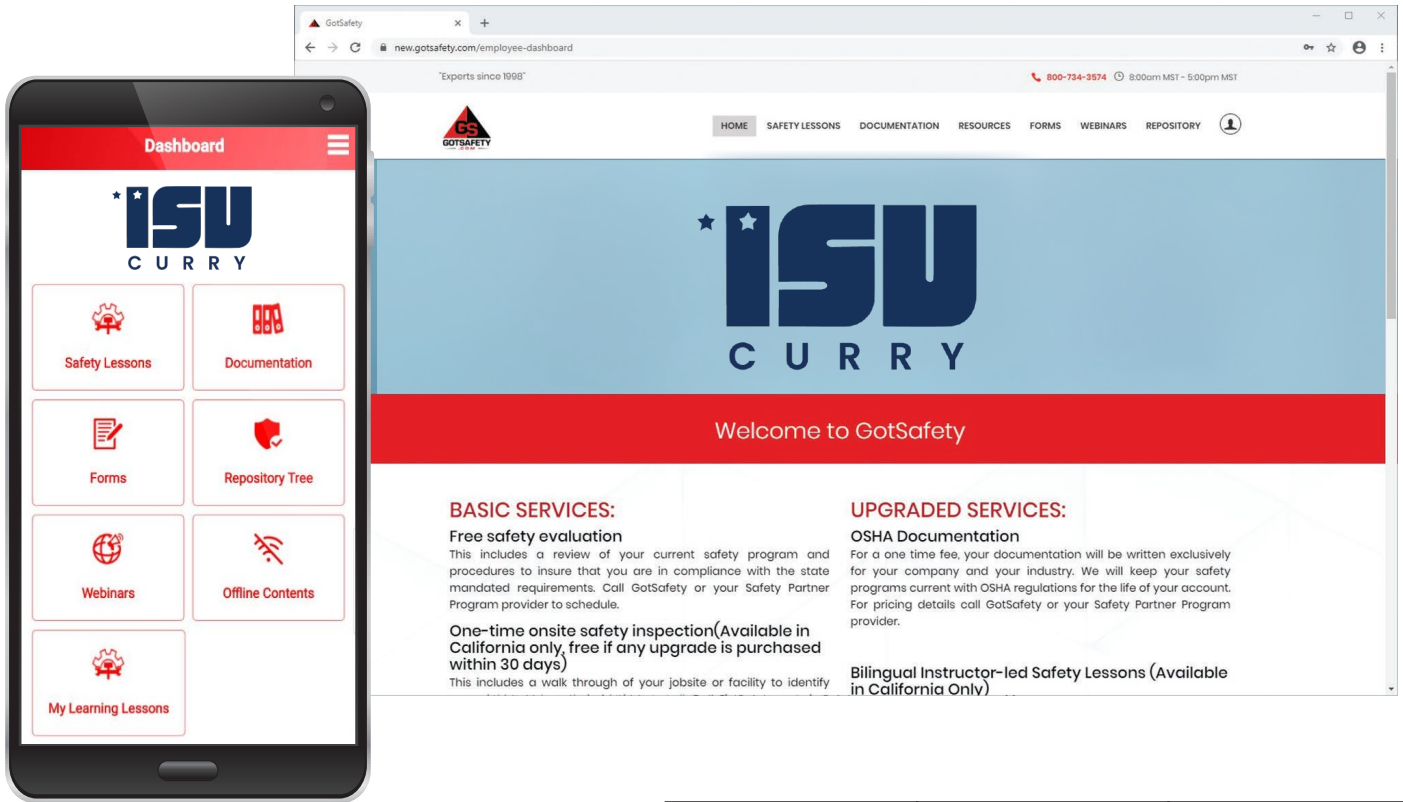 GotSafety
new.gotsafety.com/employee-dashboard
"Experts since 1998"
800-734-3574 8:00am MST - 5:00pm MST
GS
GOTSAFETY
.COM
HOME SAFETY LESSONS DOCUMENTATION RESOURCES FORMS WEBINARS REPOSITORY
ISU
CURRY
Welcome to GotSafety
BASIC SERVICES:
Free safety evaluation
This includes a review of your current safety program and
procedures to insure that you are in compliance with the state
mandated requirements. Call GotSafety or your Safety Partner
Program provider to schedule.
One-time onsite safety inspection(Available in
California only, free if any upgrade is purchased
within 30 days)
This includes a walk through of your jobsite or facility to identify
UPGRADED SERVICES:
OSHA Documentation
For a one time fee, your documentation will be written exclusively
for your company and your industry. We will keep your safety
programs current with OSHA regulations for the life of your account.
For pricing details call GotSafety or your Safety Partner Program
provider.
Bilingual Instructor-led Safety Lessons (Available
in California Only)
Dashboard
ISU
CURRY
Safety Lessons
Documentation
Forms
Repository Tree
Webinars
Offline Contents
My Learning Lessons